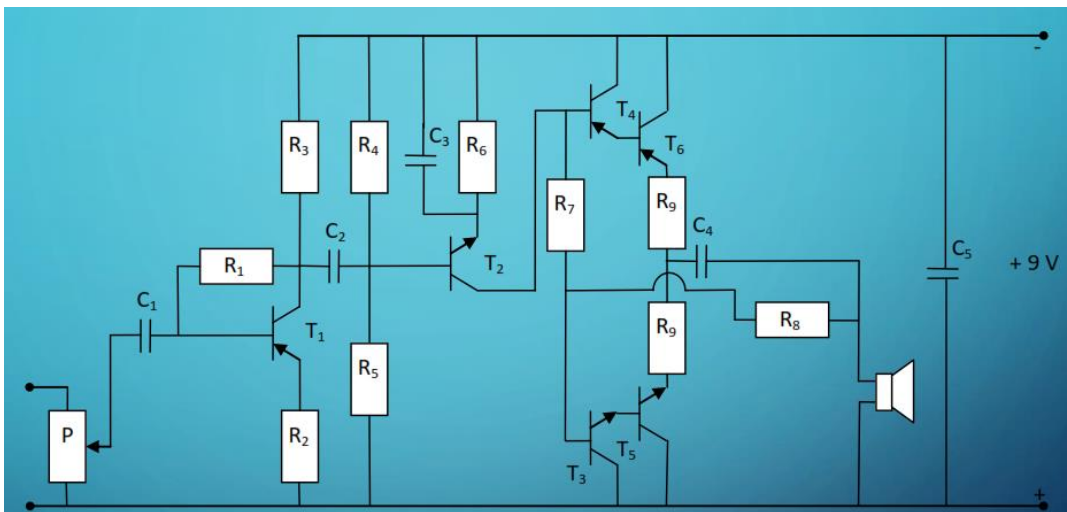 -
C₃
T₄
R₃
R₄
R₆
T₆
R₇
R₉
C₄
C₂
C₅
+ 9 V
R₁
T₂
C₁
T₁
R₉
R₈
R₅
P
R₂
T₅
T₃
+